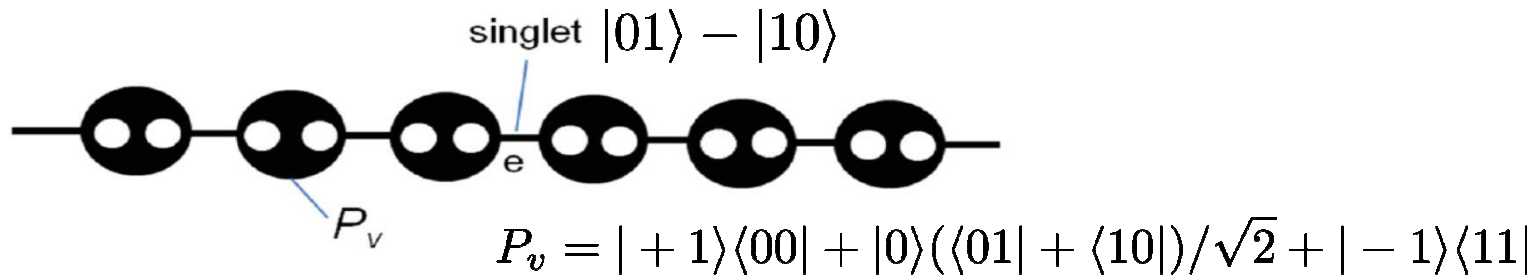 singlet |01⟩ − |10⟩
e
P_v
P_v = | + 1⟩⟨00| + |0⟩(⟨01| + ⟨10|)/√2 + | − 1⟩⟨11|